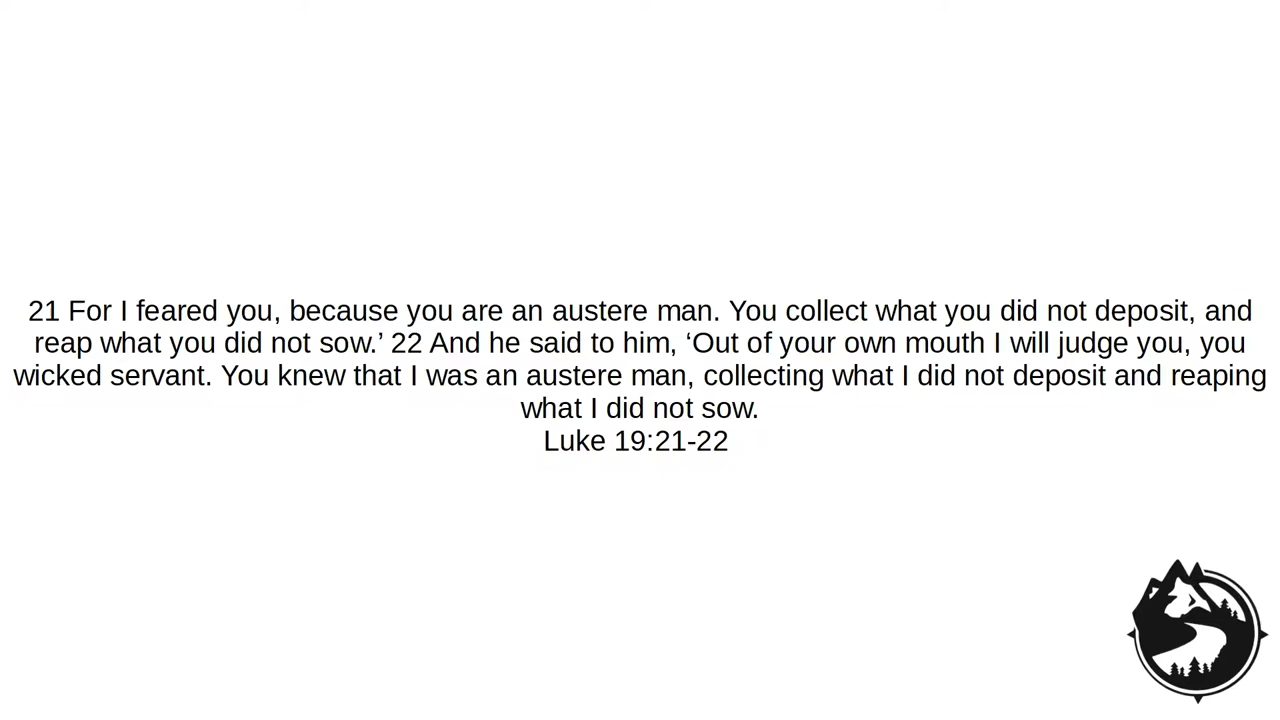 21 For I feared you, because you are an austere man. You collect what you did not deposit, and
reap what you did not sow.’ 22 And he said to him, ‘Out of your own mouth I will judge you, you
wicked servant. You knew that I was an austere man, collecting what I did not deposit and reaping
what I did not sow.
Luke 19:21-22